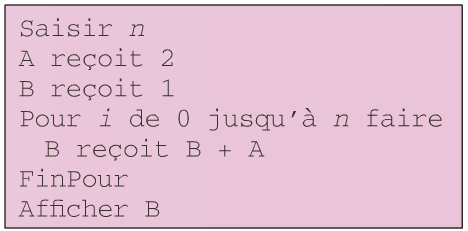 Saisir n
A reçoit 2
B reçoit 1
Pour i de 0 jusqu'à n faire
B reçoit B + A
FinPour
Afficher B